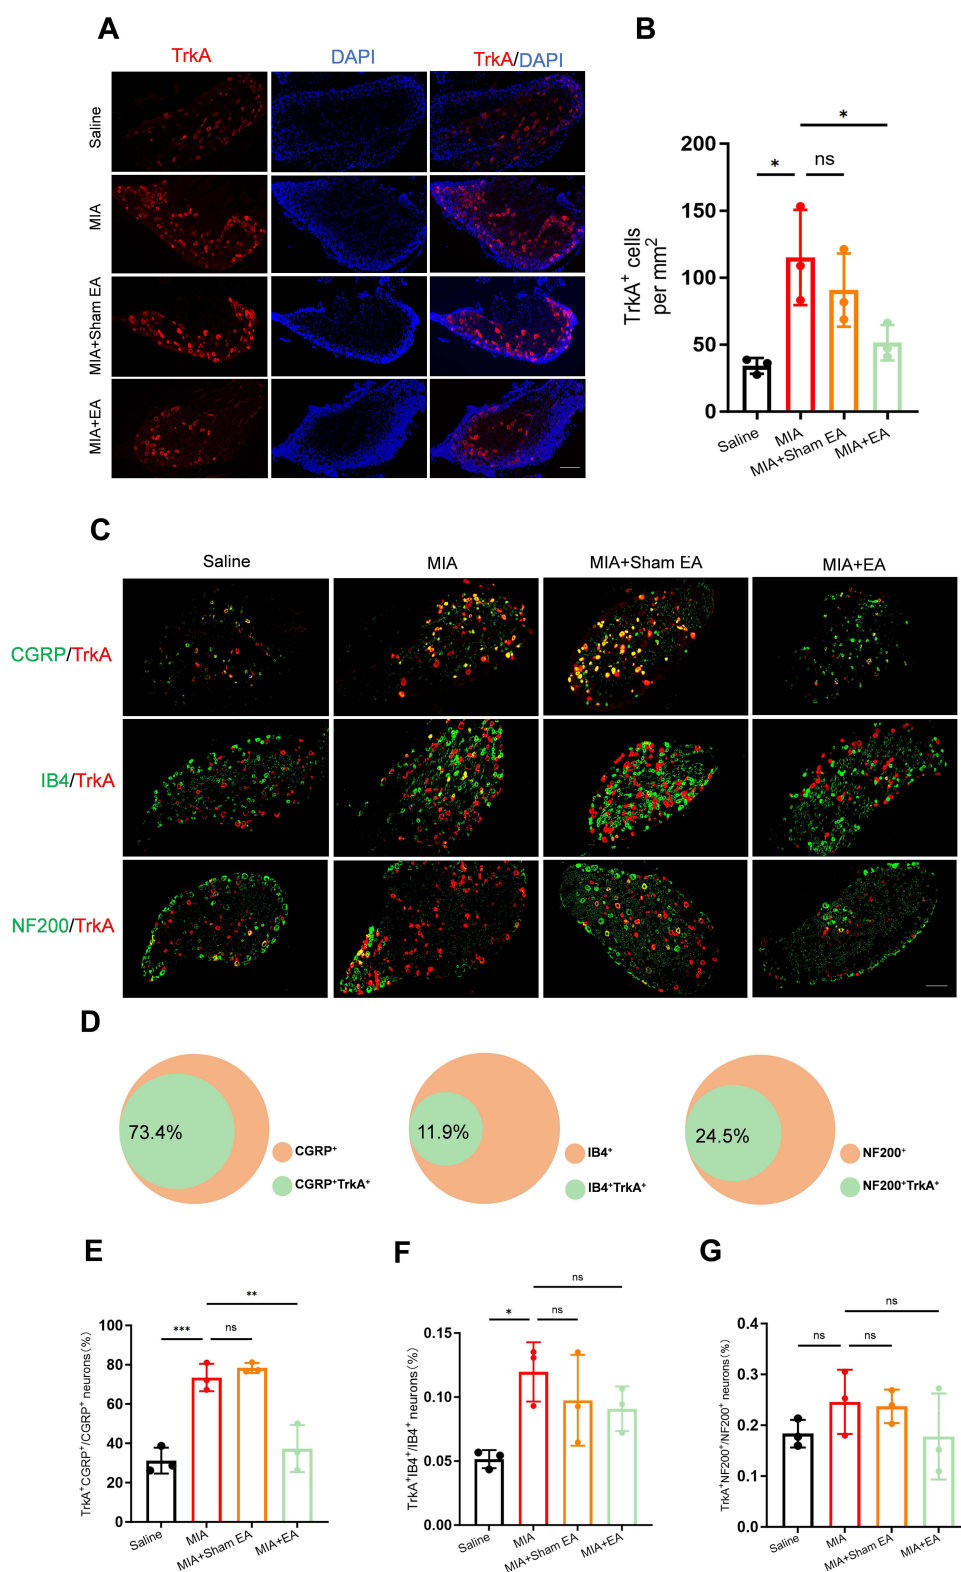 A
TrkA
DAPI
TrkA/DAPI
Saline
MIA
MIA+Sham EA
MIA+EA
B
*
*
ns
200
150
100
50
0
TrkA+ cells
per mm2
Saline
MIA
MIA+Sham EA
MIA+EA
C
Saline
MIA
MIA+Sham EA
MIA+EA
CGRP/TrkA
IB4/TrkA
NF200/TrkA
D
73.4%
CGRP+
CGRP+TrkA+
11.9%
IB4+
IB4+TrkA+
24.5%
NF200+
NF200+TrkA+
E
**
***
ns
100
80
60
40
20
0
TrkA+CGRP+/CGRP+ neurons(%)
Saline
MIA
MIA+Sham EA
MIA+EA
F
ns
*
ns
0.15
0.10
0.05
0.00
TrkA+IB4+/IB4+ neurons(%)
Saline
MIA
MIA+Sham EA
MIA+EA
G
ns
ns
ns
0.4
0.3
0.2
0.1
0.0
TrkA+NF200+/NF200+ neurons(%)
Saline
MIA
MIA+Sham EA
MIA+EA